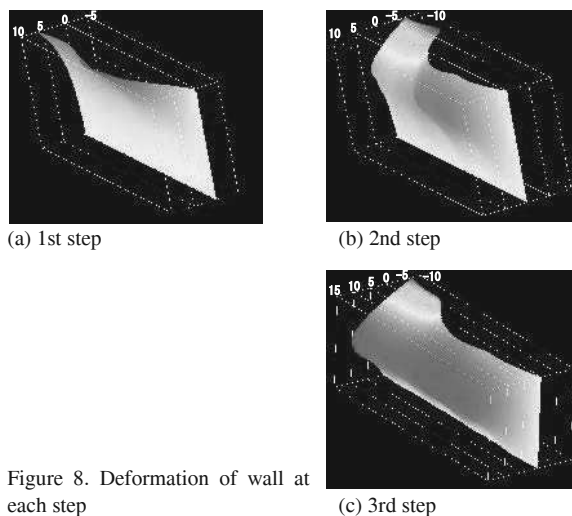 10 5 0 -5
5 0 -5 -10
(a) 1st step
(b) 2nd step
15 10 5 0 -5 -10
Figure 8. Deformation of wall at
each step
(c) 3rd step